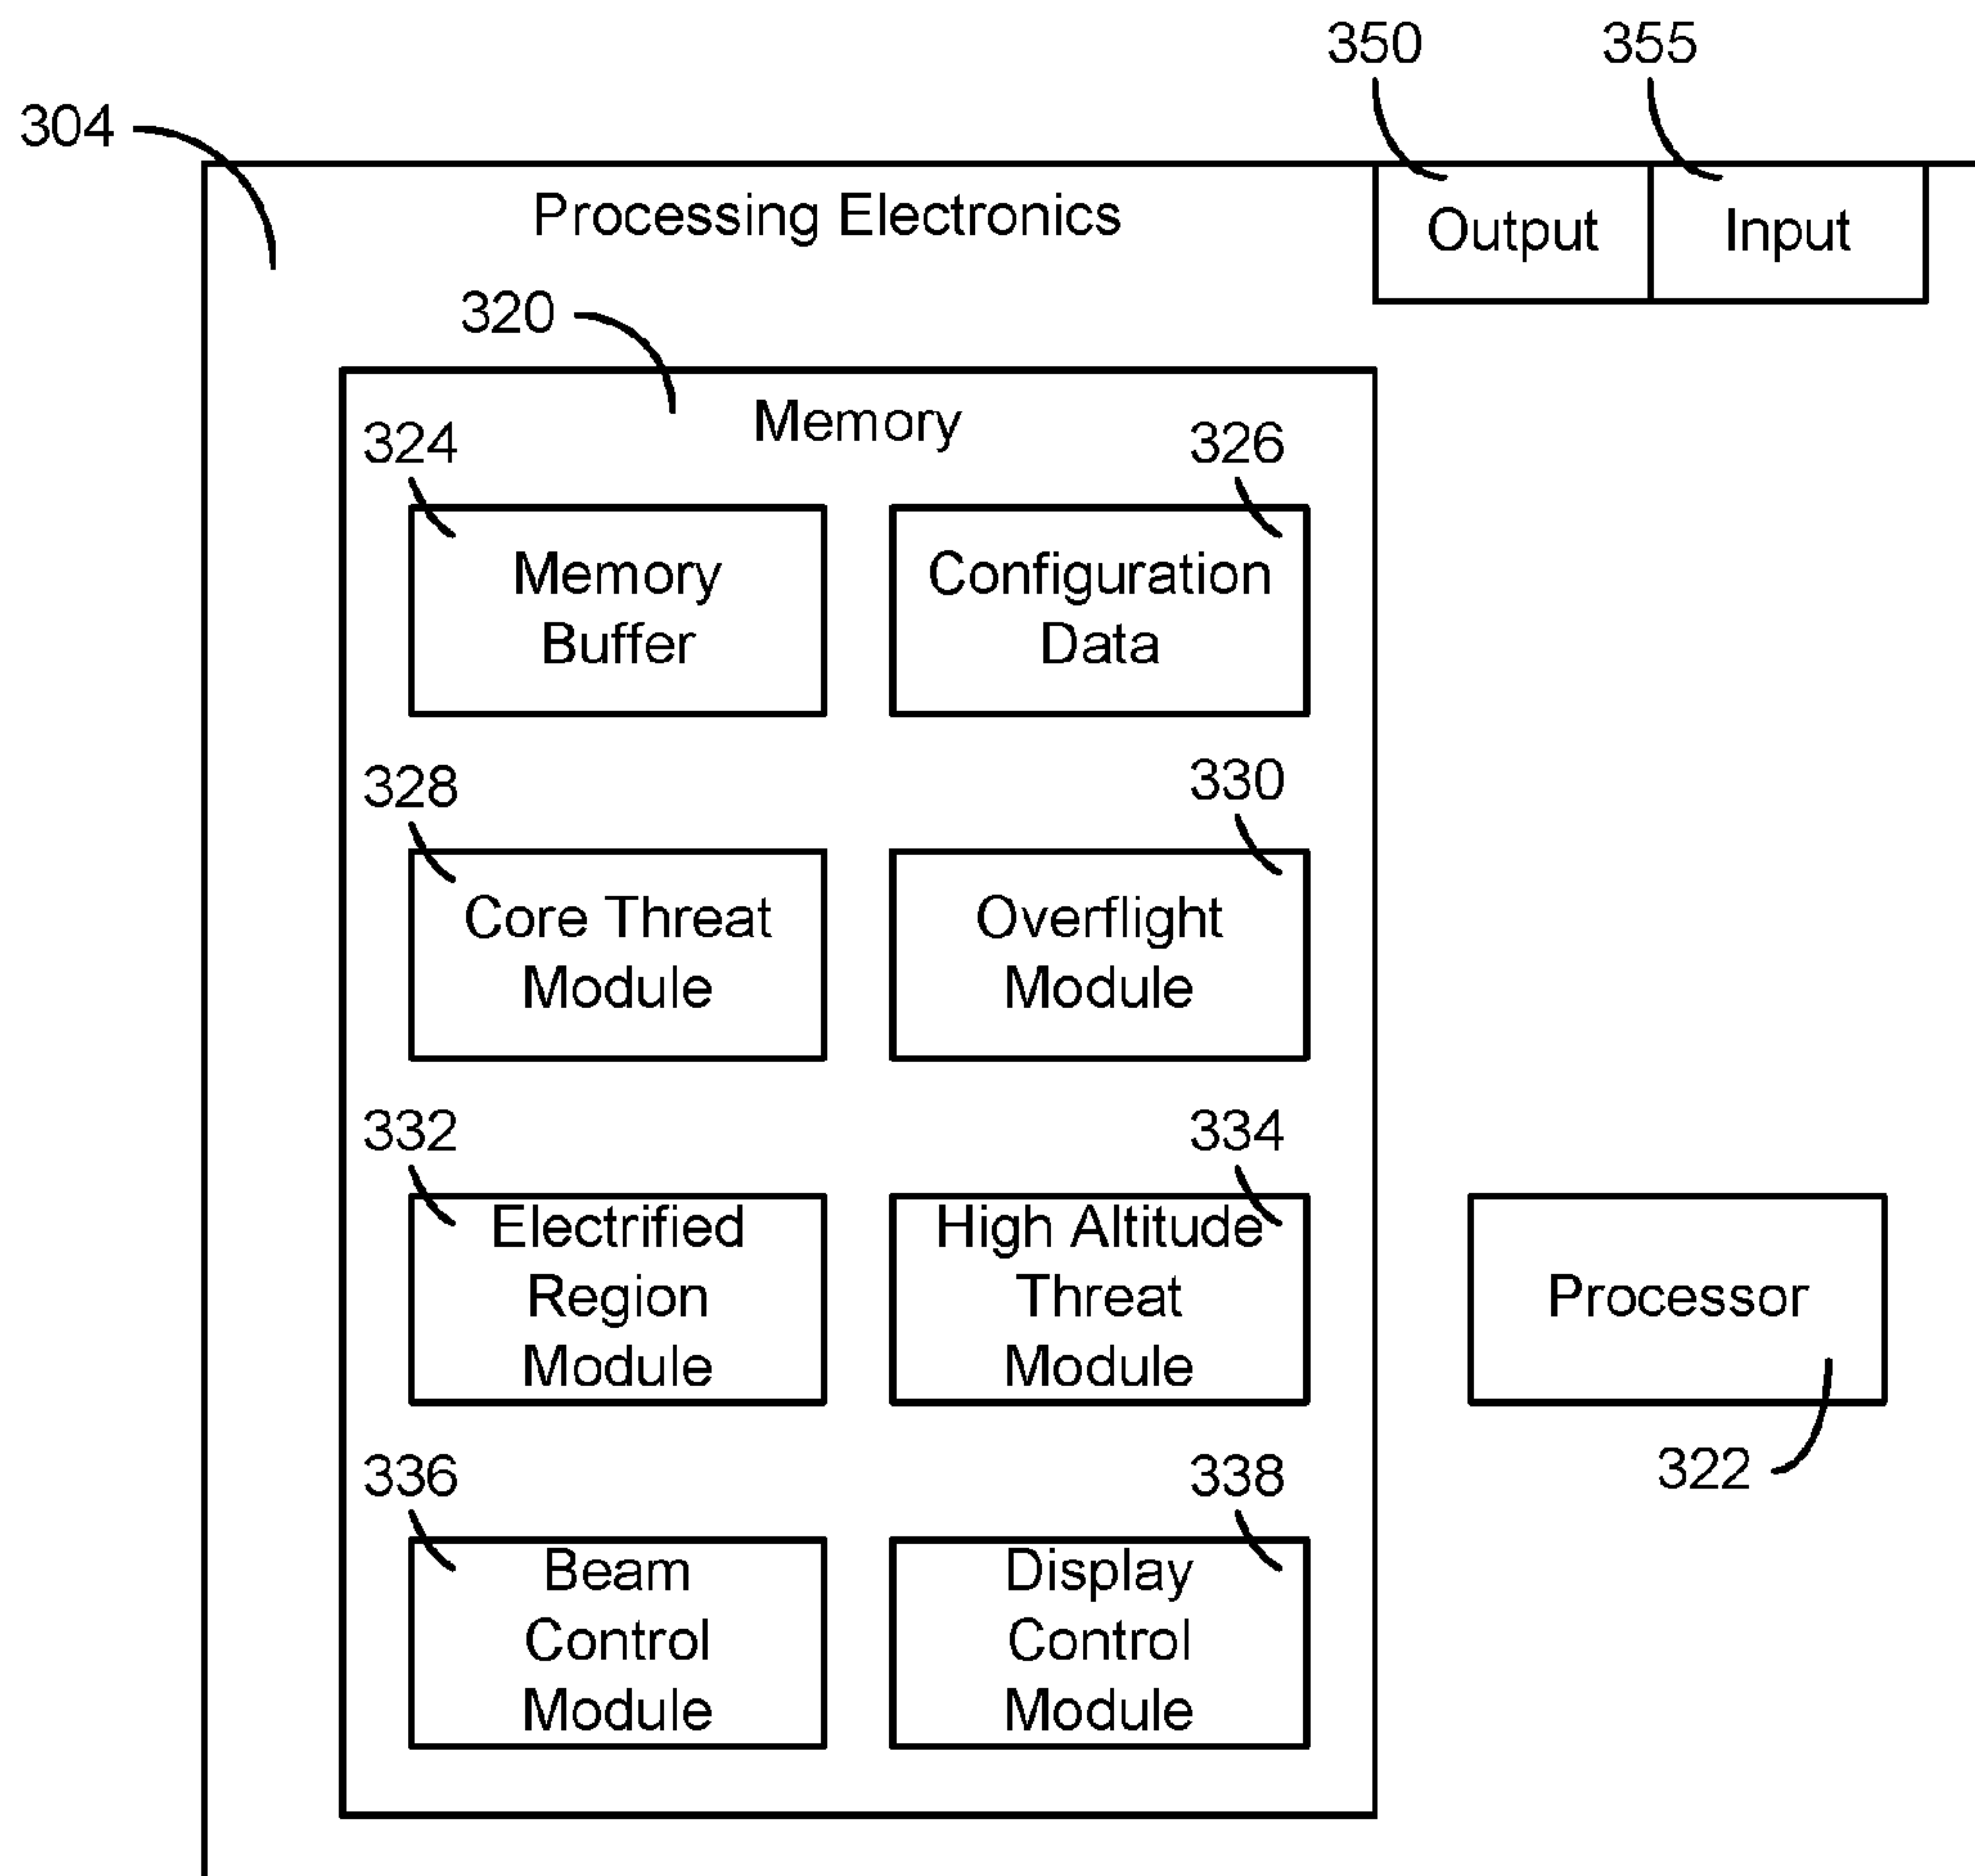 350
355
304
Processing Electronics
Output
Input
320
Memory
324
326
Memory
Buffer
Configuration
Data
328
330
Core Threat
Module
Overflight
Module
332
334
Electrified
Region
Module
High Altitude
Threat
Module
Processor
322
336
338
Beam
Control
Module
Display
Control
Module